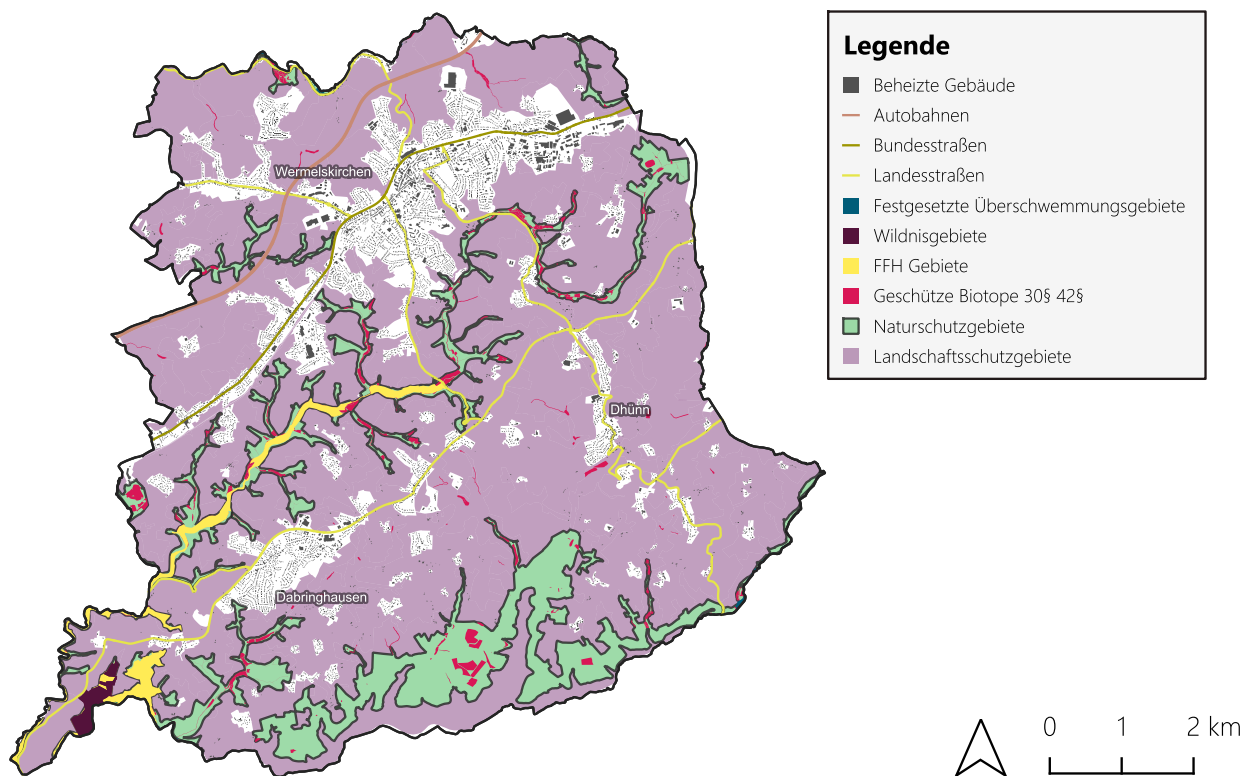 Legende
Beheizte Gebäude
Autobahnen
Bundesstraßen
Landesstraßen
Festgesetzte Überschwemmungsgebiete
Wildnisgebiete
FFH Gebiete
Geschütze Biotope 30§ 42§
Naturschutzgebiete
Landschaftsschutzgebiete
Wermelskirchen
Dhünn
Dabringhausen
0 1 2 km